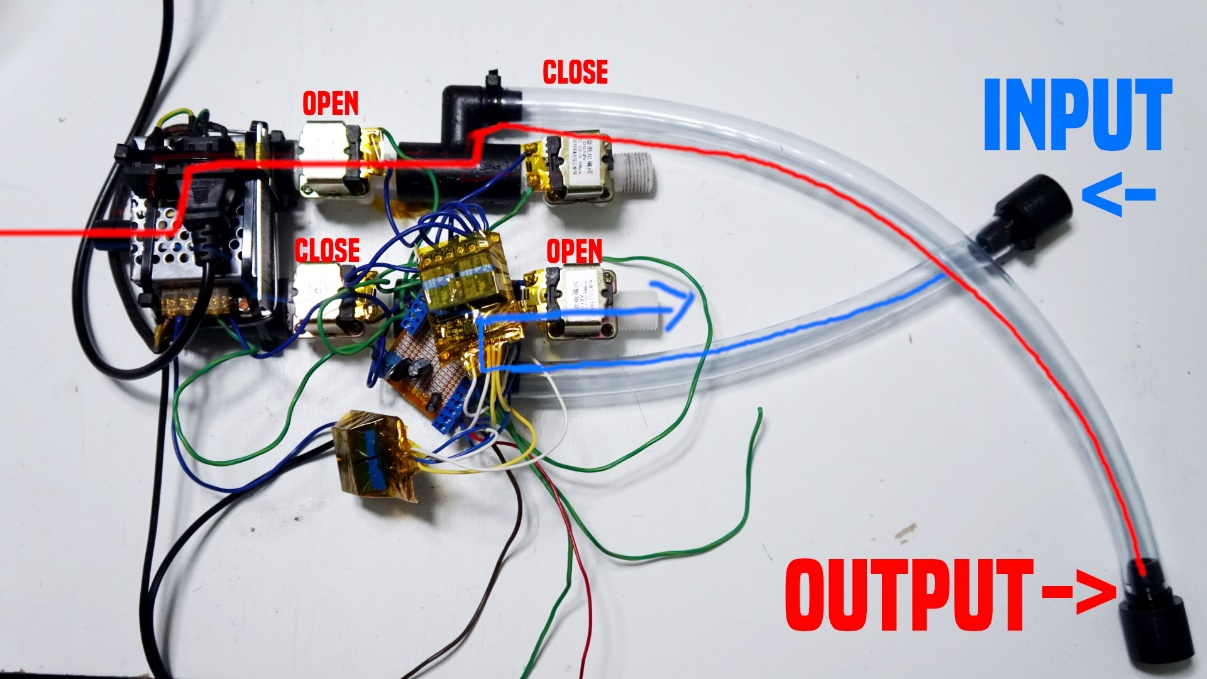 OPEN
CLOSE
INPUT
<-
CLOSE
OPEN
OUTPUT->